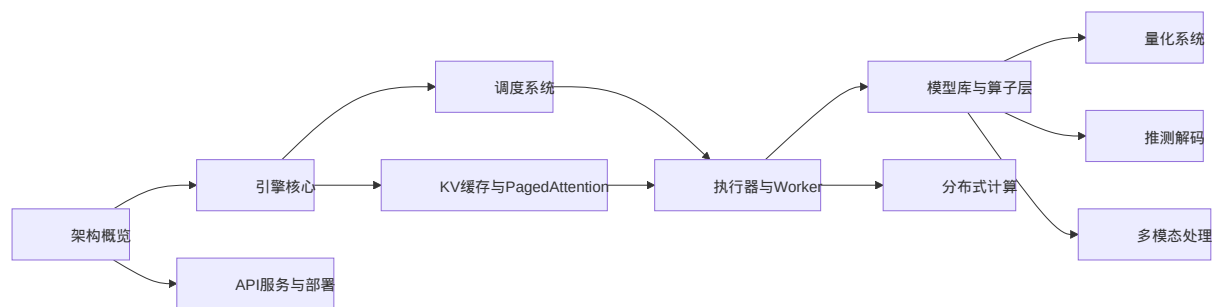 架构概览
引擎核心
API服务与部署
调度系统
KV缓存与PagedAttention
执行器与Worker
模型库与算子层
分布式计算
量化系统
推测解码
多模态处理